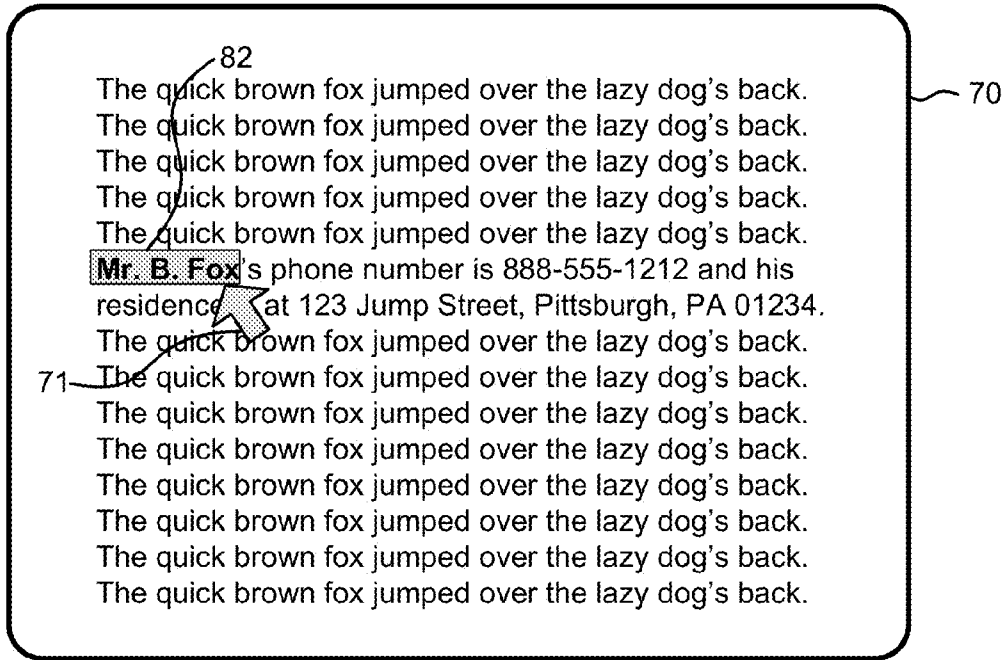 82
The quick brown fox jumped over the lazy dog's back.
70
The quick brown fox jumped over the lazy dog's back.
The quick brown fox jumped over the lazy dog's back.
The quick brown fox jumped over the lazy dog's back.
The quick brown fox jumped over the lazy dog's back.
Mr. B. Fox's phone number is 888-555-1212 and his
residence at 123 Jump Street, Pittsburgh, PA 01234.
The quick brown fox jumped over the lazy dog's back.
71
The quick brown fox jumped over the lazy dog's back.
The quick brown fox jumped over the lazy dog's back.
The quick brown fox jumped over the lazy dog's back.
The quick brown fox jumped over the lazy dog's back.
The quick brown fox jumped over the lazy dog's back.
The quick brown fox jumped over the lazy dog's back.
The quick brown fox jumped over the lazy dog's back.